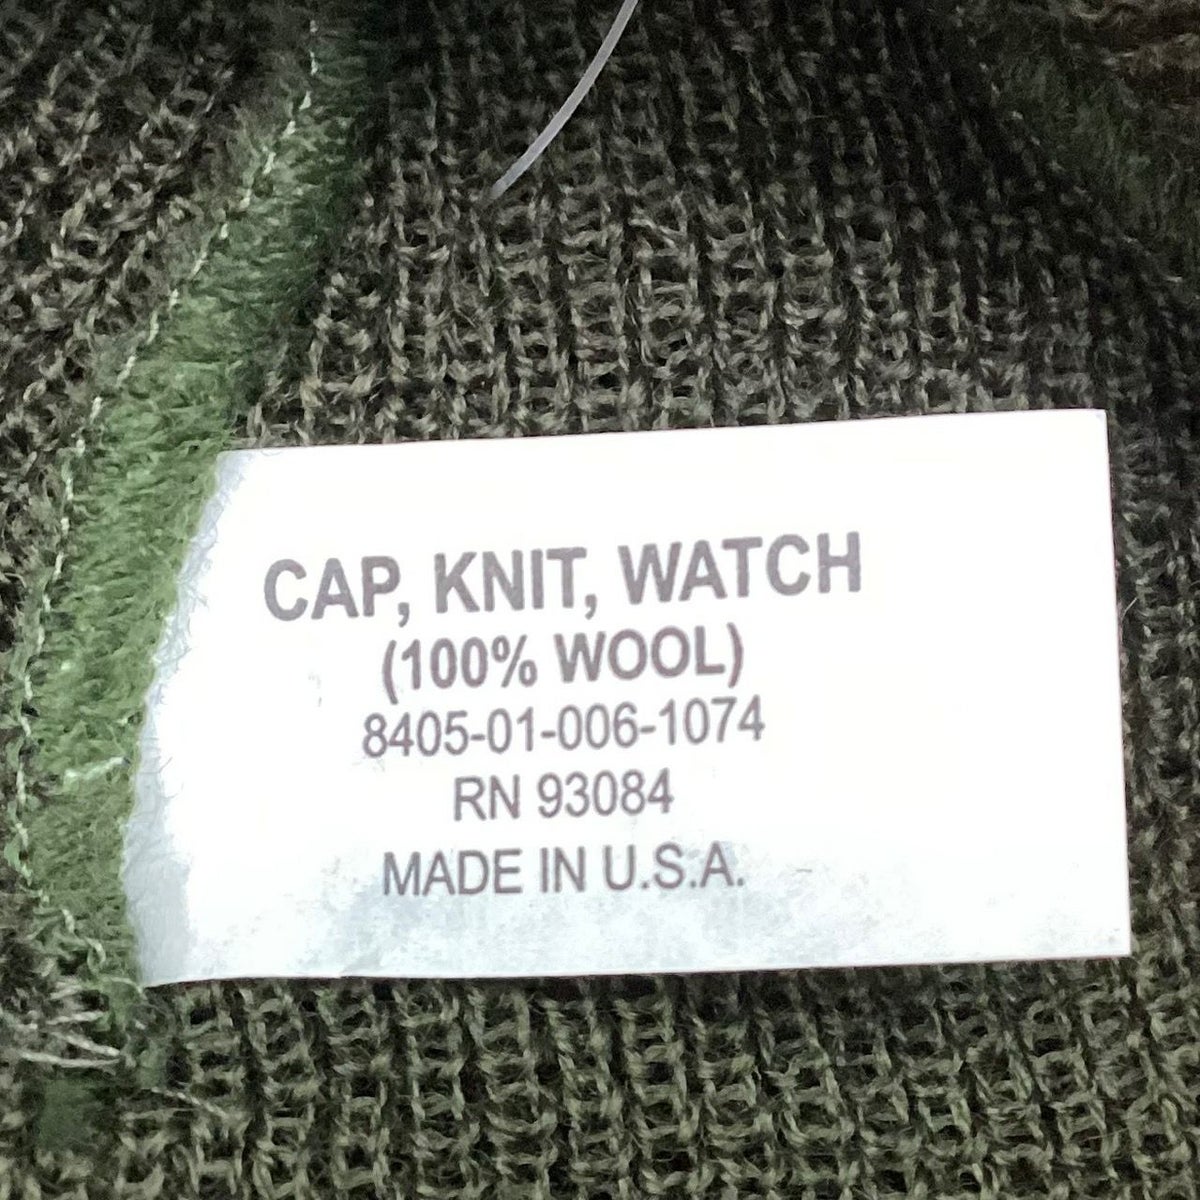 CAP, KNIT, WATCH
(100% WOOL)
8405-01-006-1074
RN 93084
MADE IN U.S.A.